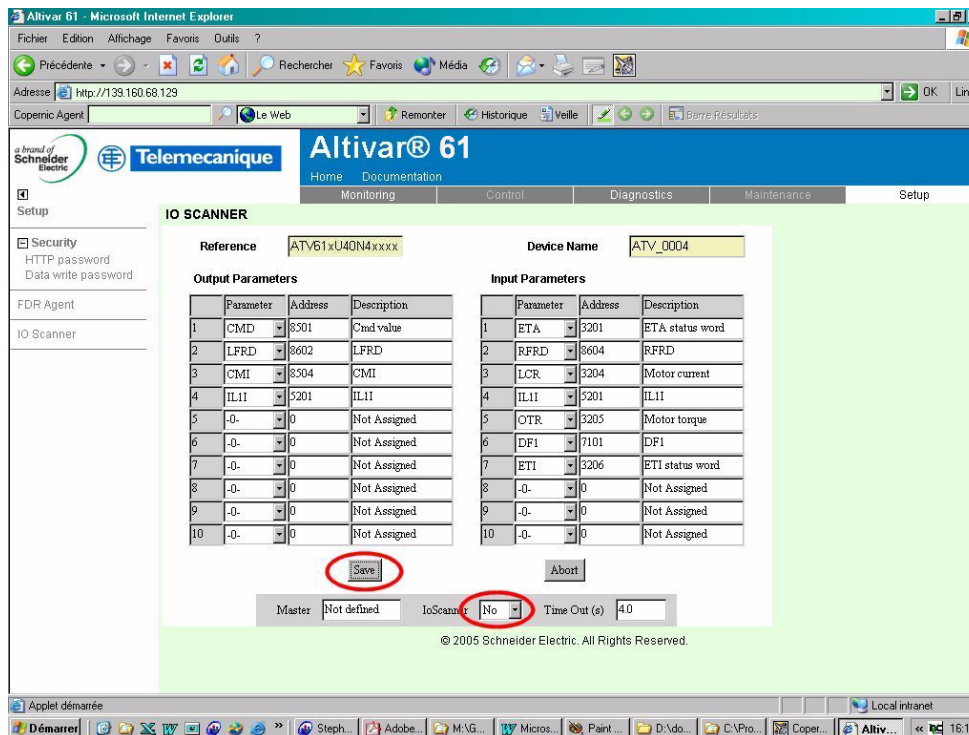 Altivar 61 - Microsoft Internet Explorer
Fichier Edition Affichage Favoris Outils ?
Précédente Rechercher Favoris Média
Adresse http://139.160.68.129 OK Lin
Copernic Agent Le Web Remonter Historique Veille Barre Résultats
a brand of
Schneider
Electric
Telemecanique
Altivar® 61
Home Documentation
Monitoring Control Diagnostics Maintenance Setup
Setup
Security
HTTP password
Data write password
FDR Agent
IO Scanner
IO SCANNER
Reference ATV61xU40N4xxxx Device Name ATV_0004
Output Parameters
Parameter Address Description
1 CMD 8501 Cmd value
2 LFRD 8602 LFRD
3 CMI 8504 CMI
4 IL1I 5201 IL1I
5 -0- 0 Not Assigned
6 -0- 0 Not Assigned
7 -0- 0 Not Assigned
8 -0- 0 Not Assigned
9 -0- 0 Not Assigned
10 -0- 0 Not Assigned
Input Parameters
Parameter Address Description
1 ETA 3201 ETA status word
2 RFRD 8604 RFRD
3 LCR 3204 Motor current
4 IL1I 5201 IL1I
5 OTR 3205 Motor torque
6 DF1 7101 DF1
7 ETI 3206 ETI status word
8 -0- 0 Not Assigned
9 -0- 0 Not Assigned
10 -0- 0 Not Assigned
Save Abort
Master Not defined IoScanner No Time Out (s) 4.0
© 2005 Schneider Electric. All Rights Reserved.
Applet démarrée Local intranet
Démarrer » Steph... Adobe... M:\G... Micros... Paint ... D:\do... C:\Pro... Coper... Altiv... « 16:1